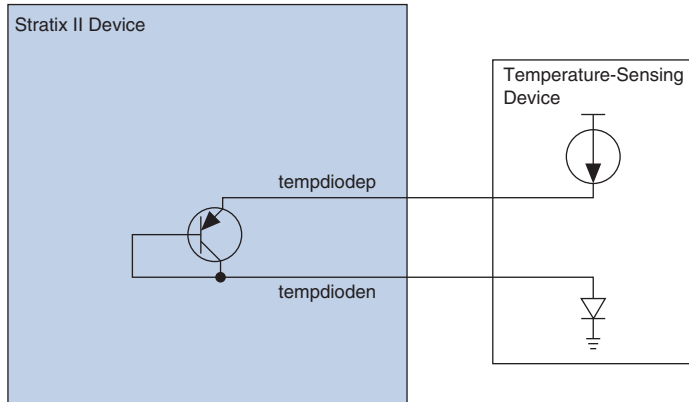 Stratix II Device
Temperature-Sensing
Device
tempdiodep
tempdioden